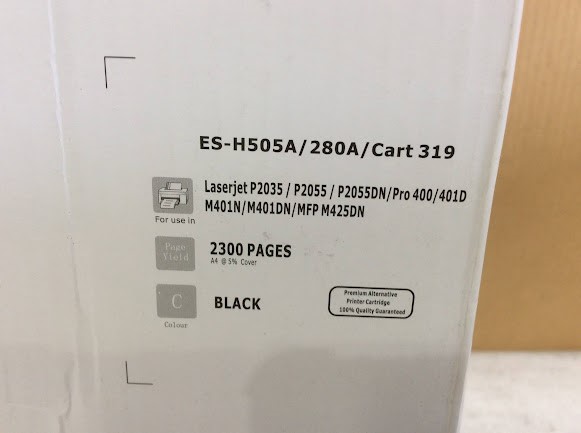 ES-H505A/280A/Cart 319
Laserjet P2035 / P2055 / P2055DN/Pro 400/401D
M401N/M401DN/MFP M425DN
For use in
Page
Yield
2300 PAGES
A4 @ 5% Cover
C
BLACK
Colour
Premium Alternative
Printer Cartridge
100% Quality Guaranteed